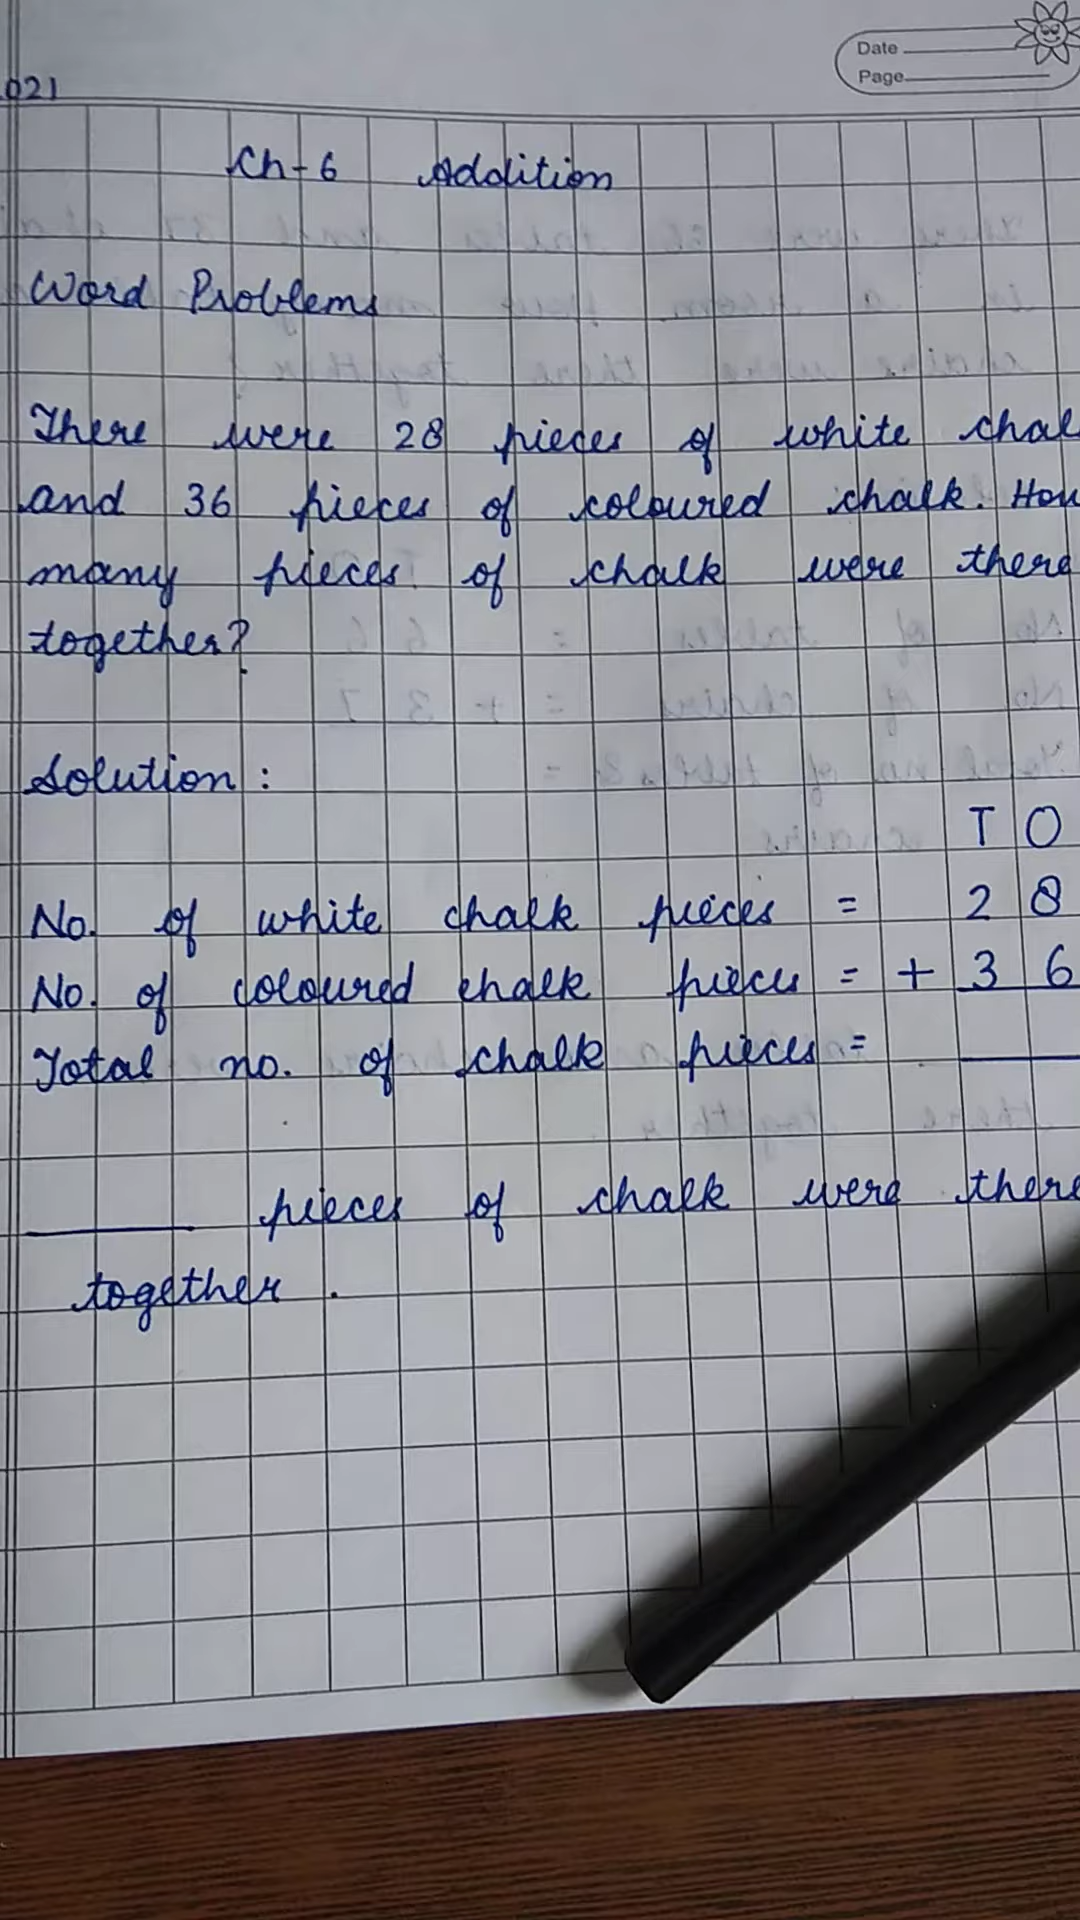 Date
Page
021
Ch-6 Addition
Word Problems
There were 28 pieces of white chal
and 36 pieces of coloured chalk. How
many pieces of chalk were there
together?
Solution :
T O
No. of white chalk pieces = 2 8
No. of coloured chalk pieces = + 3 6
Total no. of chalk pieces =
pieces of chalk were there
together.